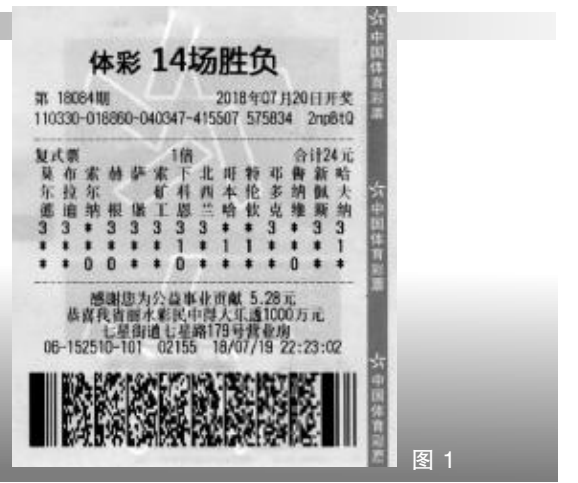 体彩 14场胜负
第 18084期 2018年07月20日开奖
110330-018860-040347-415507 575834 2mpBtQ
复式票 1倍 合计24元
莫 布 索 赫 萨 索 下 北 哥 特 邓 鲁 新 哈
尔 拉 尔 矿 科 西 本 伦 多 纳 佩 夫
德 迪 纳 根 堡 工 恩 兰 哈 钦 克 维 斯 纳
3 3 * 3 3 3 3 3 * * 3 * 3 3
* * * * * * 1 * 1 1 * * * 1
* * 0 0 * * 0 * * * * 0 * *
感谢您为公益事业贡献 5.28元
恭喜我省丽水彩民中得大乐透1000万元
七星街道七星路179号营业房
06-152510-101 02155 18/07/19 22:23:02
中国体育彩票
中国体育彩票
中国体育彩票
图 1